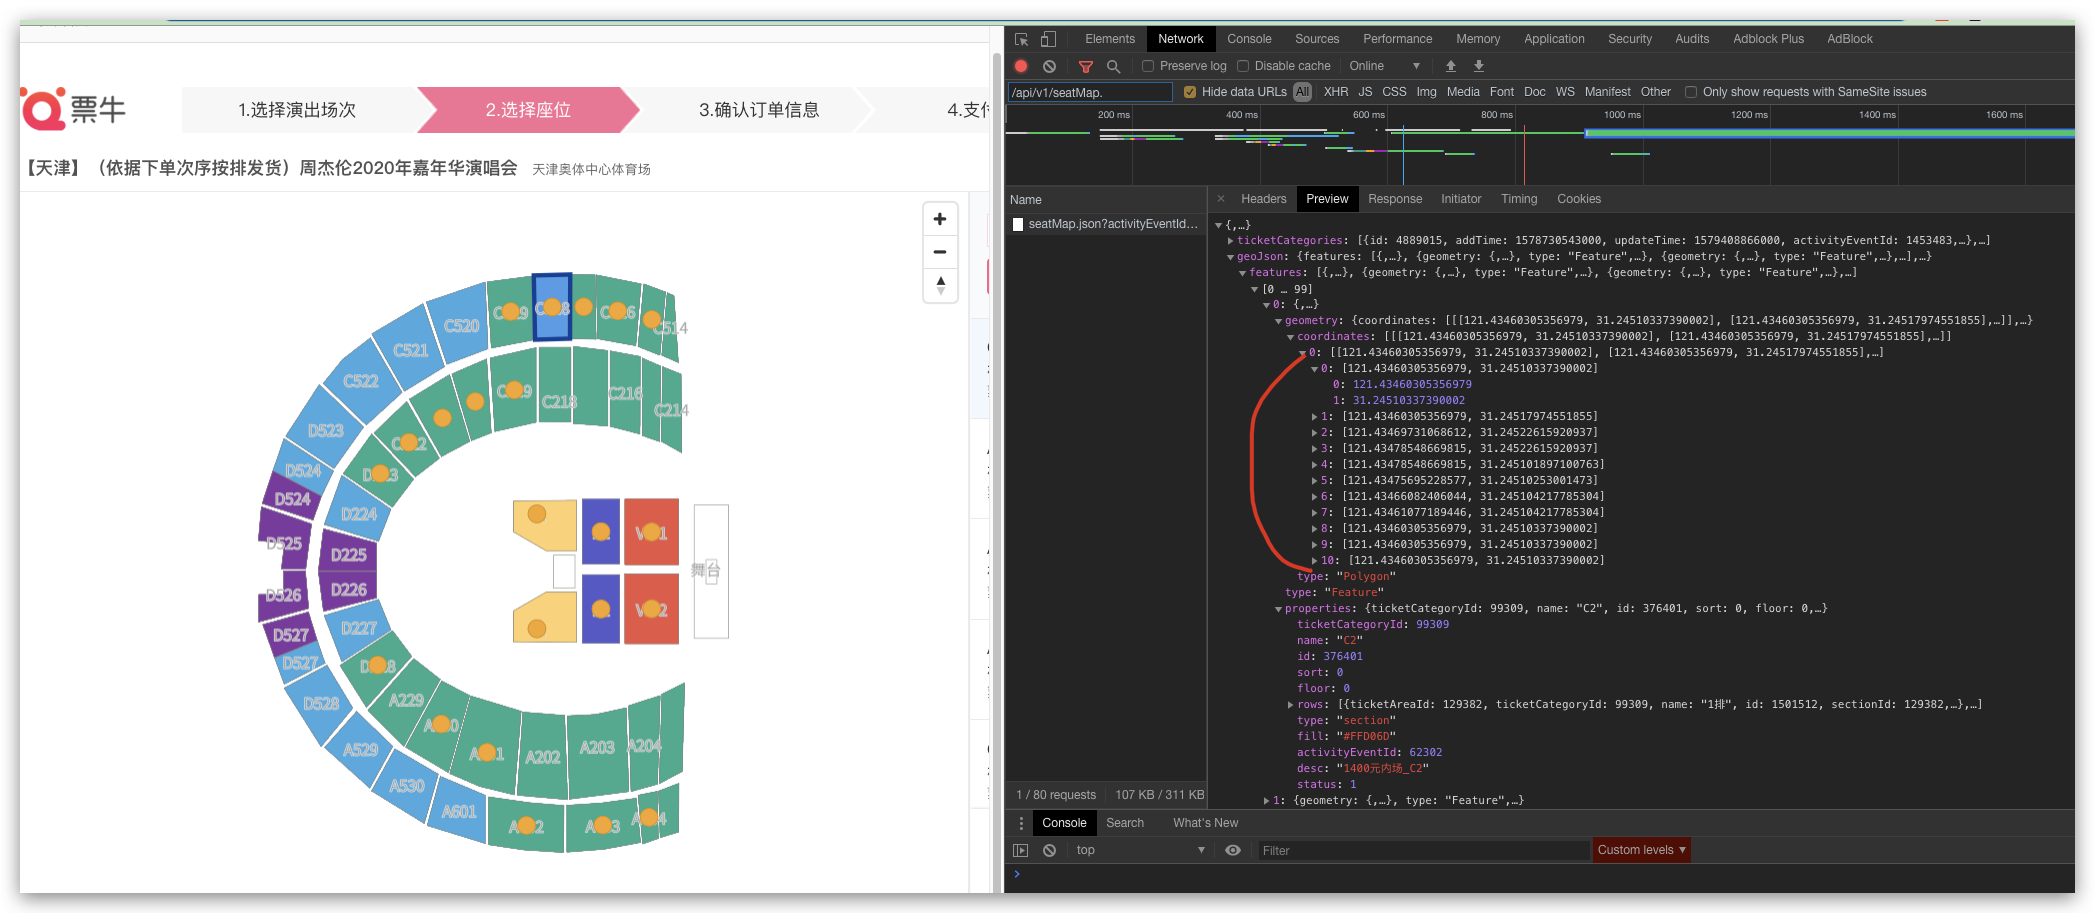 票牛
1.选择演出场次
2.选择座位
3.确认订单信息
4.支付
【天津】（依据下单次序按排发货）周杰伦2020年嘉年华演唱会 天津奥体中心体育场
C520
C514
C521
C522
C218
C216
C214
D523
D524
D524
D224
D525
D225
D526
D226
D527
D227
D527
D528
A229
A529
A202
A203
A204
A530
A601
舞台
Elements Network Console Sources Performance Memory Application Security Audits Adblock Plus AdBlock
Preserve log Disable cache Online
/api/v1/seatMap. Hide data URLs All XHR JS CSS Img Media Font Doc WS Manifest Other Only show requests with SameSite issues
200 ms 400 ms 600 ms 800 ms 1000 ms 1200 ms 1400 ms 1600 ms
Name
seatMap.json?activityEventId...
× Headers Preview Response Initiator Timing Cookies
{,…}
ticketCategories: [{id: 4889015, addTime: 1578730543000, updateTime: 1579408866000, activityEventId: 1453483,…},…]
geoJson: {features: [{,…}, {geometry: {,…}, type: "Feature",…}, {geometry: {,…}, type: "Feature",…},…],…}
features: [{,…}, {geometry: {,…}, type: "Feature",…}, {geometry: {,…}, type: "Feature",…},…]
[0 … 99]
0: {,…}
geometry: {coordinates: [[[121.43460305356979, 31.24510337390002], [121.43460305356979, 31.24517974551855],…]],…}
coordinates: [[[121.43460305356979, 31.24510337390002], [121.43460305356979, 31.24517974551855],…]]
0: [[121.43460305356979, 31.24510337390002], [121.43460305356979, 31.24517974551855],…]
0: [121.43460305356979, 31.24510337390002]
0: 121.43460305356979
1: 31.24510337390002
1: [121.43460305356979, 31.24517974551855]
2: [121.43469731068612, 31.24522615920937]
3: [121.43478548669815, 31.24522615920937]
4: [121.43478548669815, 31.245101897100763]
5: [121.43475695228577, 31.24510253001473]
6: [121.43466082406044, 31.245104217785304]
7: [121.43461077189446, 31.245104217785304]
8: [121.43460305356979, 31.24510337390002]
9: [121.43460305356979, 31.24510337390002]
10: [121.43460305356979, 31.24510337390002]
type: "Polygon"
type: "Feature"
properties: {ticketCategoryId: 99309, name: "C2", id: 376401, sort: 0, floor: 0,…}
ticketCategoryId: 99309
name: "C2"
id: 376401
sort: 0
floor: 0
rows: [{ticketAreaId: 129382, ticketCategoryId: 99309, name: "1排", id: 1501512, sectionId: 129382,…},…]
type: "section"
fill: "#FFD06D"
activityEventId: 62302
desc: "1400元内场_C2"
status: 1
1: {geometry: {,…}, type: "Feature",…}
1 / 80 requests 107 KB / 311 KB
Console Search What's New
top Filter Custom levels